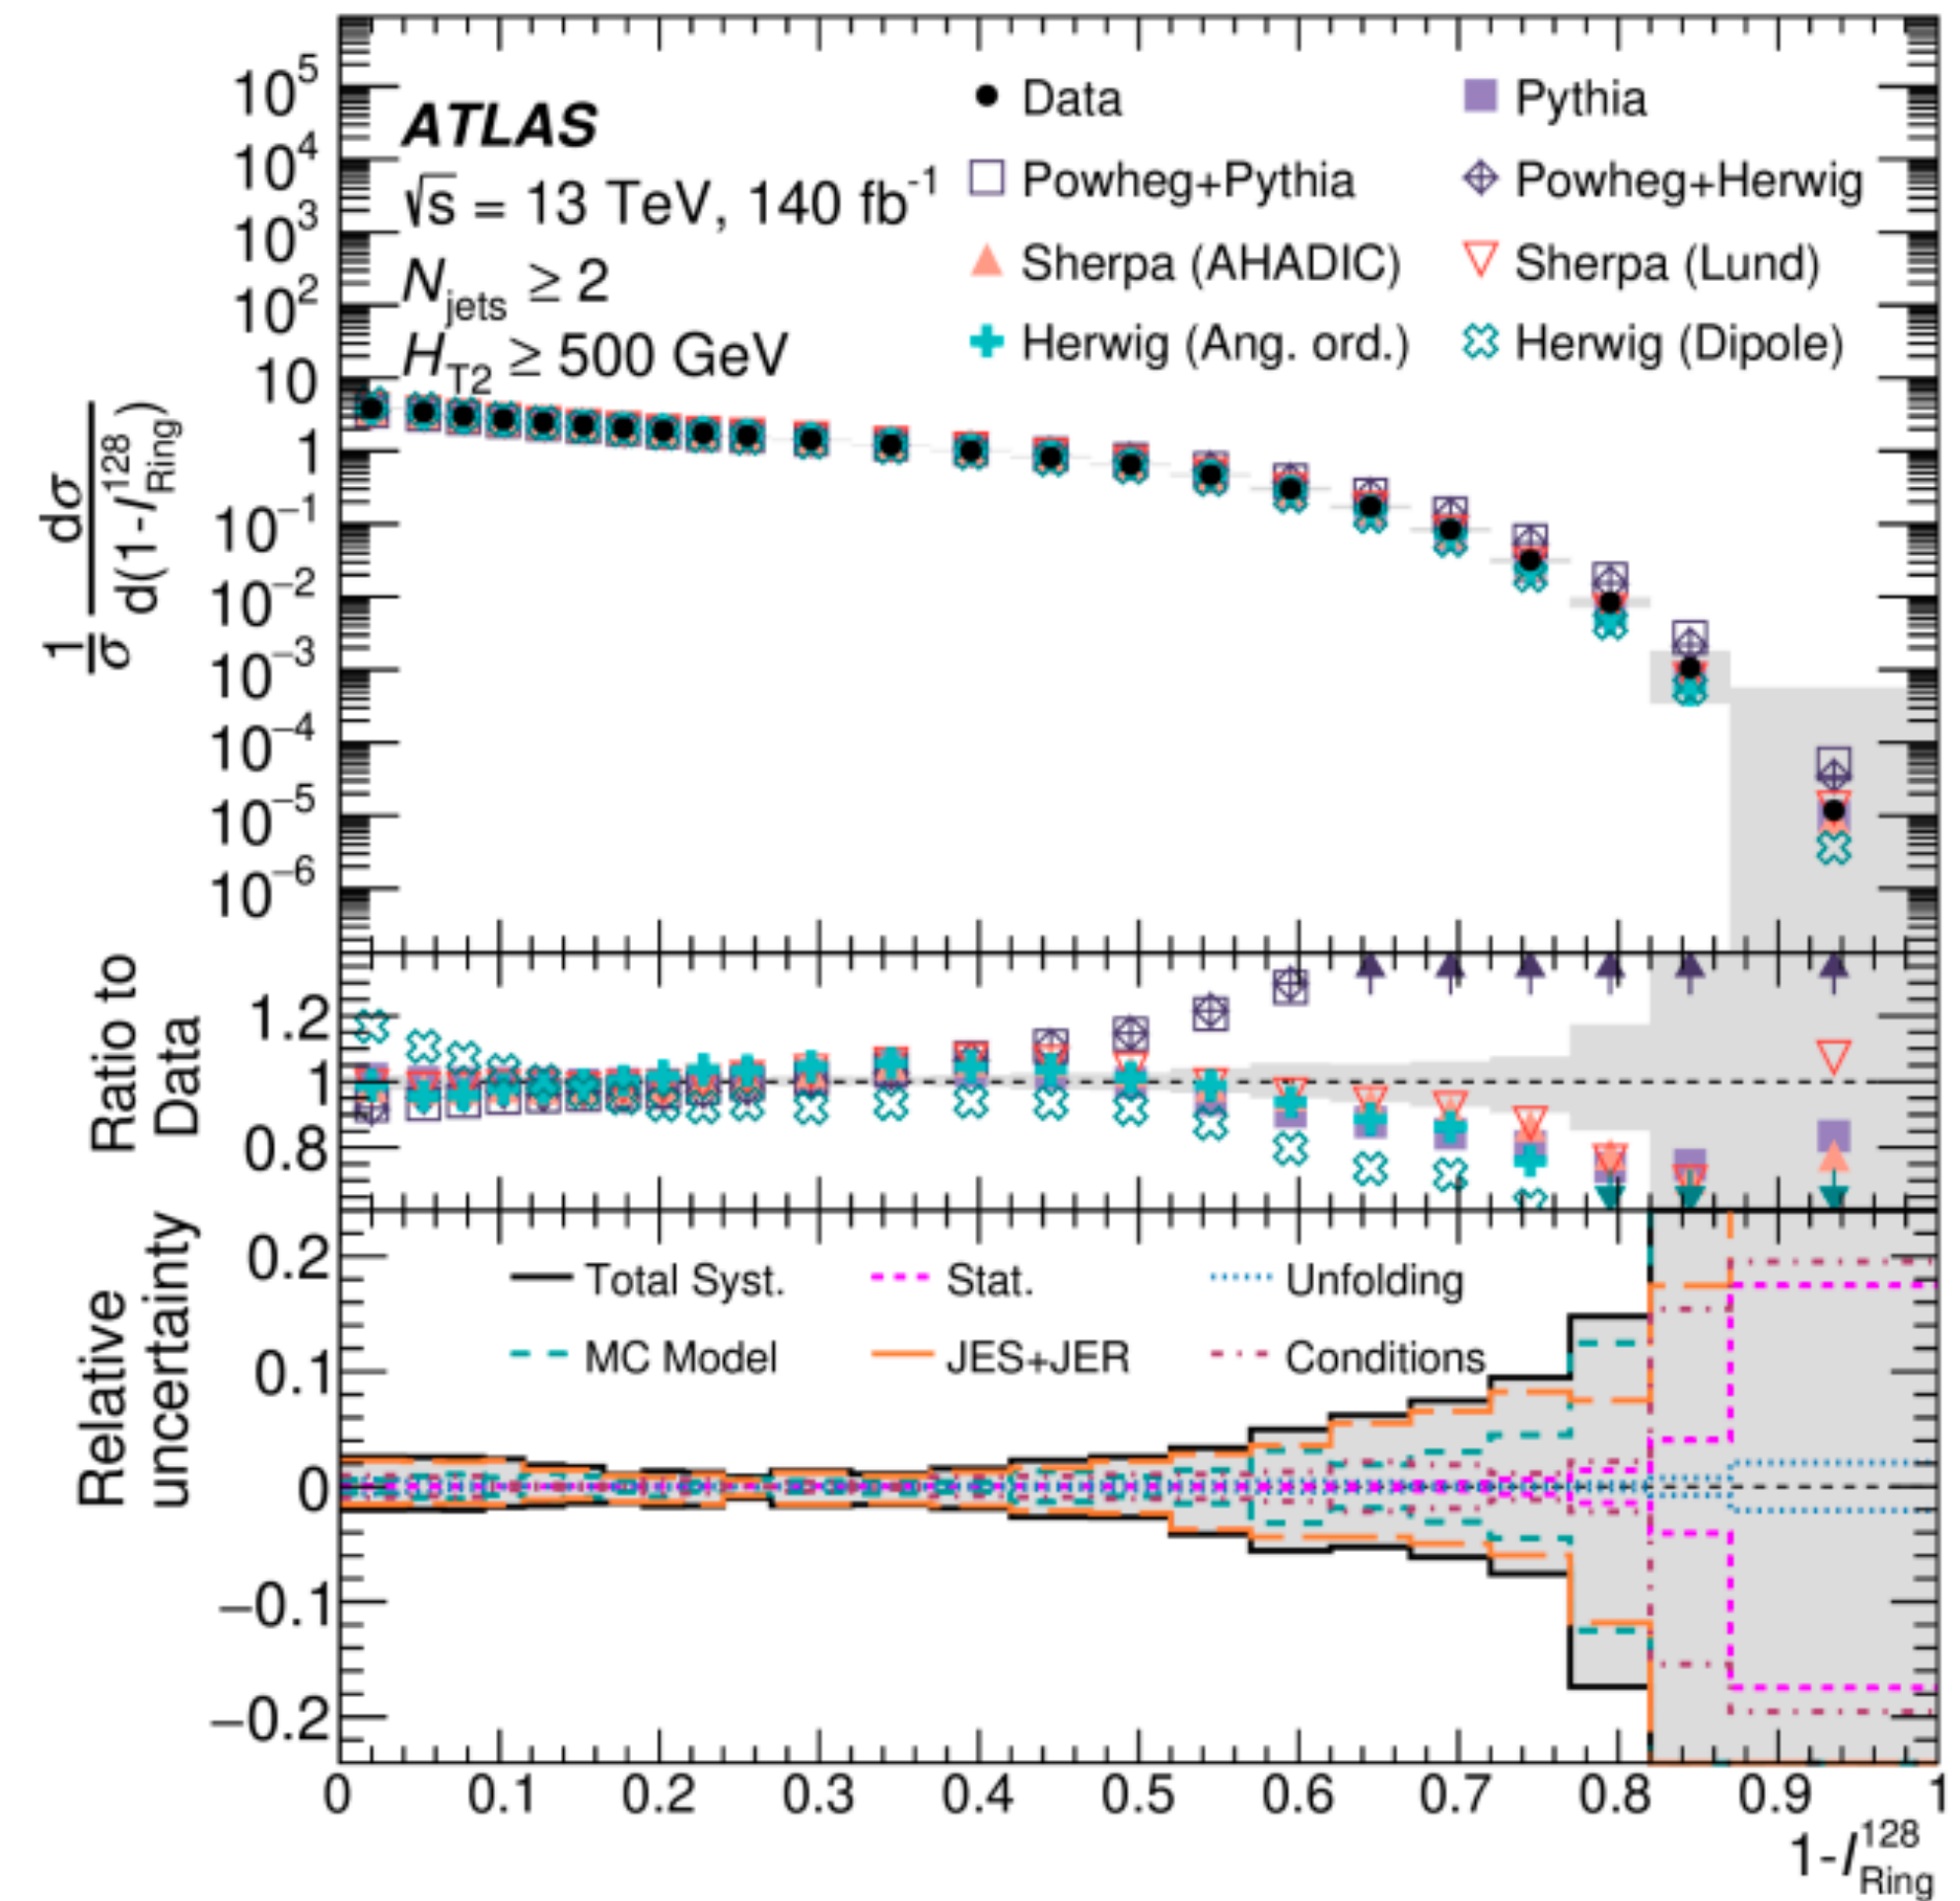 ATLAS
√s = 13 TeV, 140 fb⁻¹
N_jets ≥ 2
H_T2 ≥ 500 GeV
Data
Pythia
Powheg+Pythia
Powheg+Herwig
Sherpa (AHADIC)
Sherpa (Lund)
Herwig (Ang. ord.)
Herwig (Dipole)
1/σ dσ/d(1-I_Ring^128)
10⁵
10⁴
10³
10²
10
1
10⁻¹
10⁻²
10⁻³
10⁻⁴
10⁻⁵
10⁻⁶
Ratio to
Data
1.2
1
0.8
Relative
uncertainty
0.2
0.1
0
−0.1
−0.2
Total Syst.
Stat.
Unfolding
MC Model
JES+JER
Conditions
0 0.1 0.2 0.3 0.4 0.5 0.6 0.7 0.8 0.9 1
1-I_Ring^128